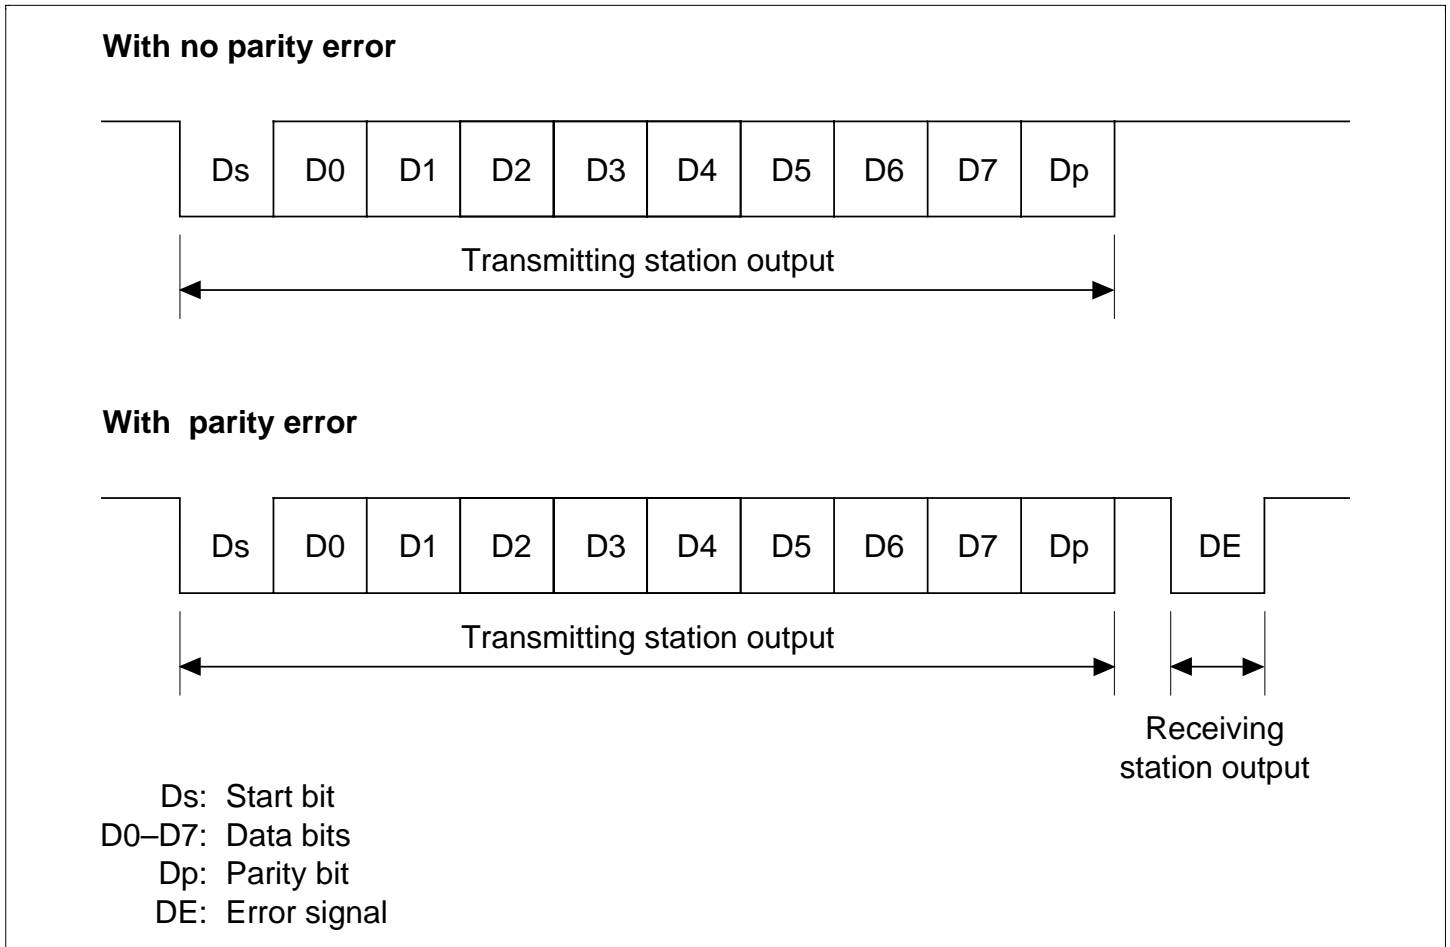 With no parity error
Ds D0 D1 D2 D3 D4 D5 D6 D7 Dp
Transmitting station output
With  parity error
Ds D0 D1 D2 D3 D4 D5 D6 D7 Dp DE
Transmitting station output
Receiving
station output
Ds: Start bit
D0–D7: Data bits
Dp: Parity bit
DE: Error signal